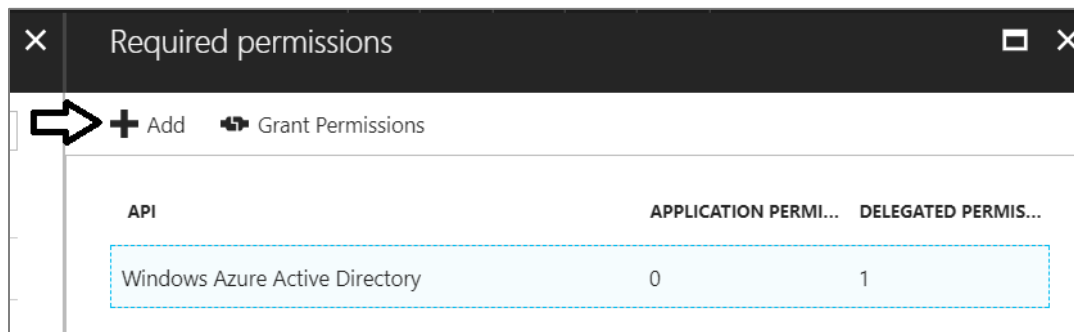 Required permissions
Add Grant Permissions
API APPLICATION PERMI... DELEGATED PERMIS...
Windows Azure Active Directory 0 1